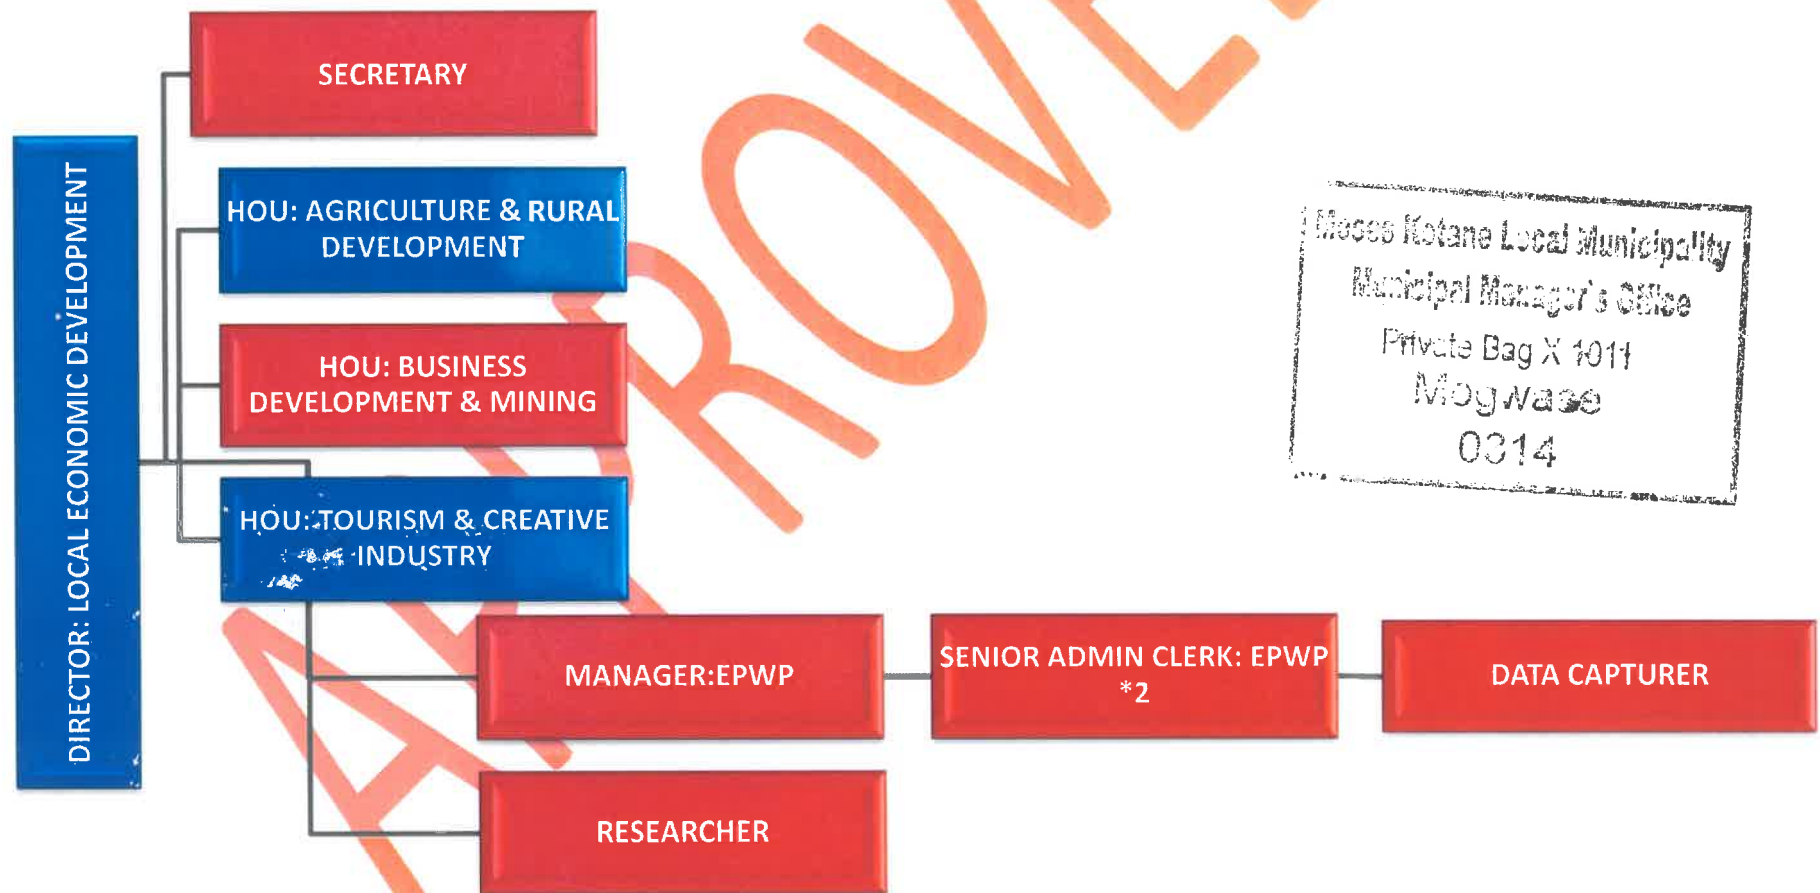 SECRETARY
DIRECTOR: LOCAL ECONOMIC DEVELOPMENT
HOU: AGRICULTURE & RURAL
DEVELOPMENT
HOU: BUSINESS
DEVELOPMENT & MINING
HOU: TOURISM & CREATIVE
INDUSTRY
MANAGER:EPWP
SENIOR ADMIN CLERK: EPWP
*2
DATA CAPTURER
RESEARCHER
Moses Kotane Local Municipality
Municipal Manager's Office
Private Bag X 1011
Mogwase
0314